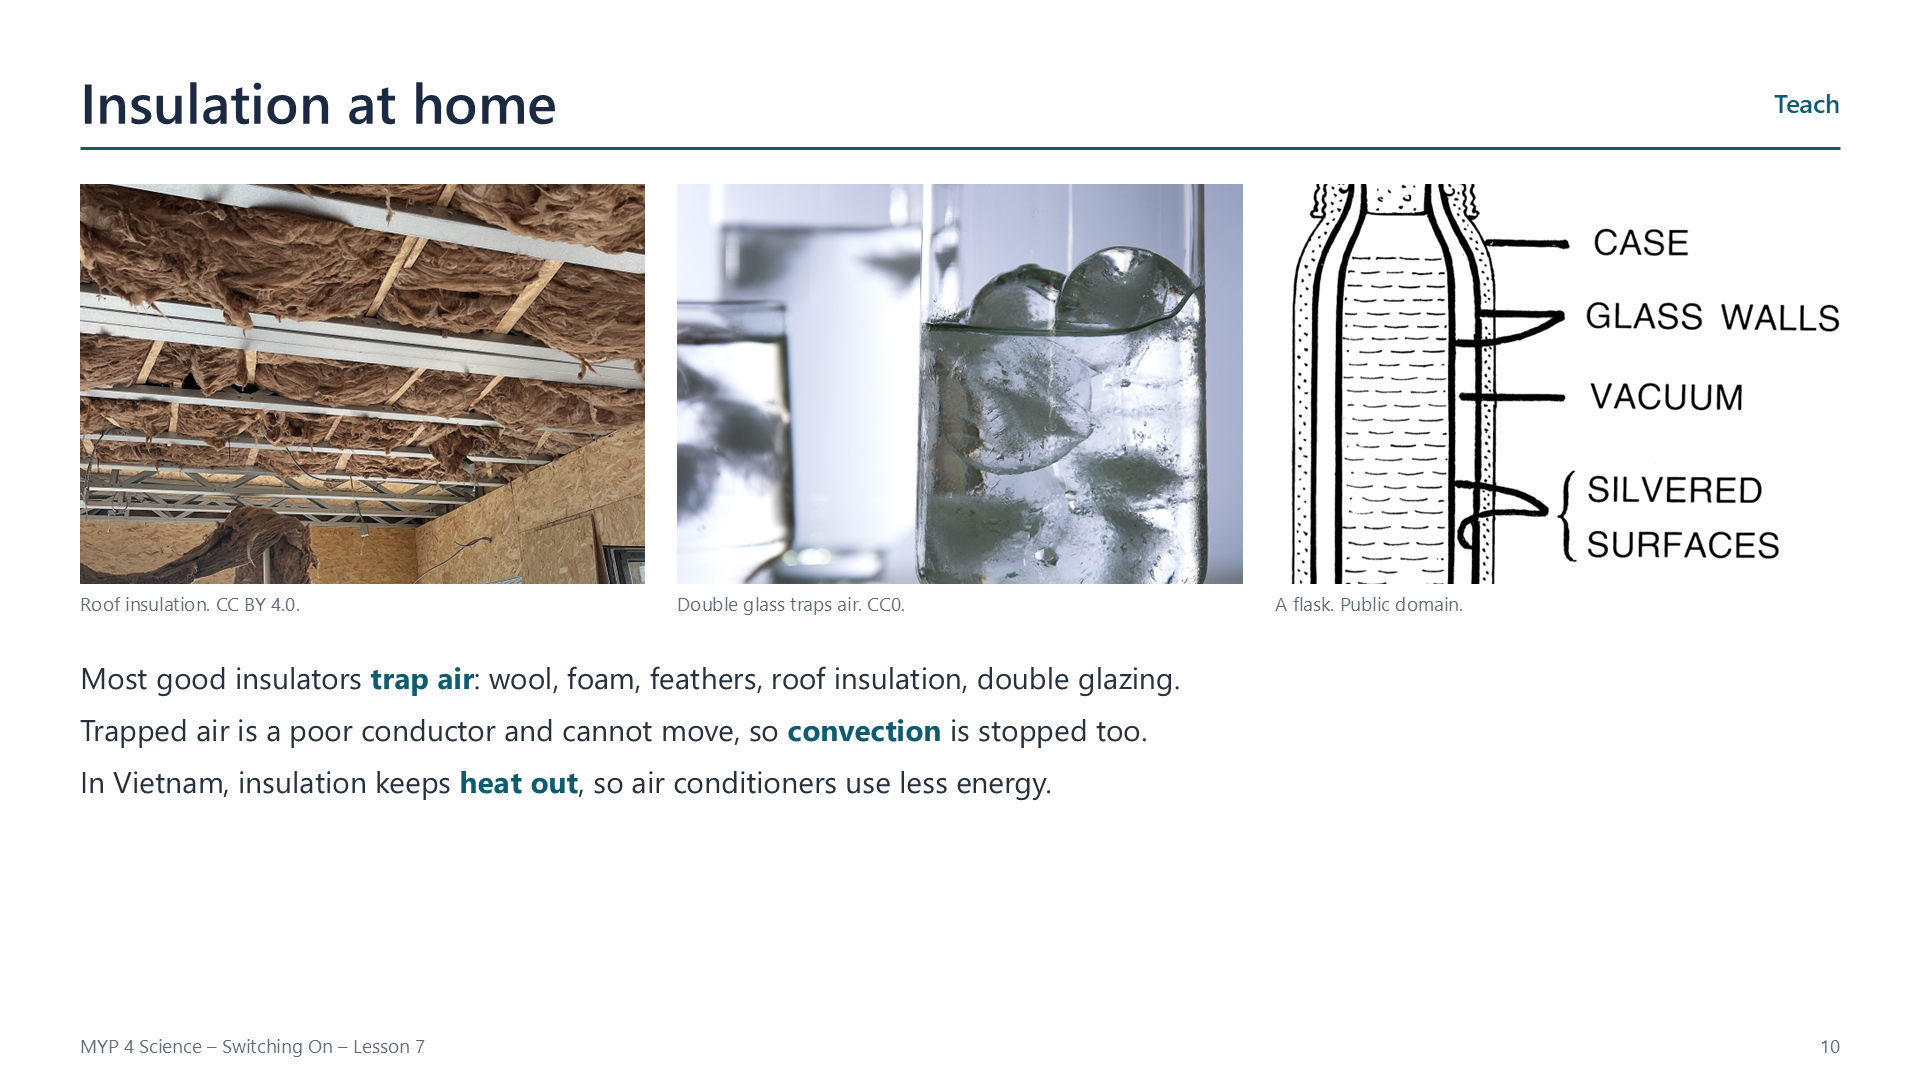 Insulation at home
Teach
CASE
GLASS WALLS
VACUUM
SILVERED
SURFACES
Roof insulation. CC BY 4.0.
Double glass traps air. CC0.
A flask. Public domain.
Most good insulators trap air: wool, foam, feathers, roof insulation, double glazing.
Trapped air is a poor conductor and cannot move, so convection is stopped too.
In Vietnam, insulation keeps heat out, so air conditioners use less energy.
MYP 4 Science – Switching On – Lesson 7
10